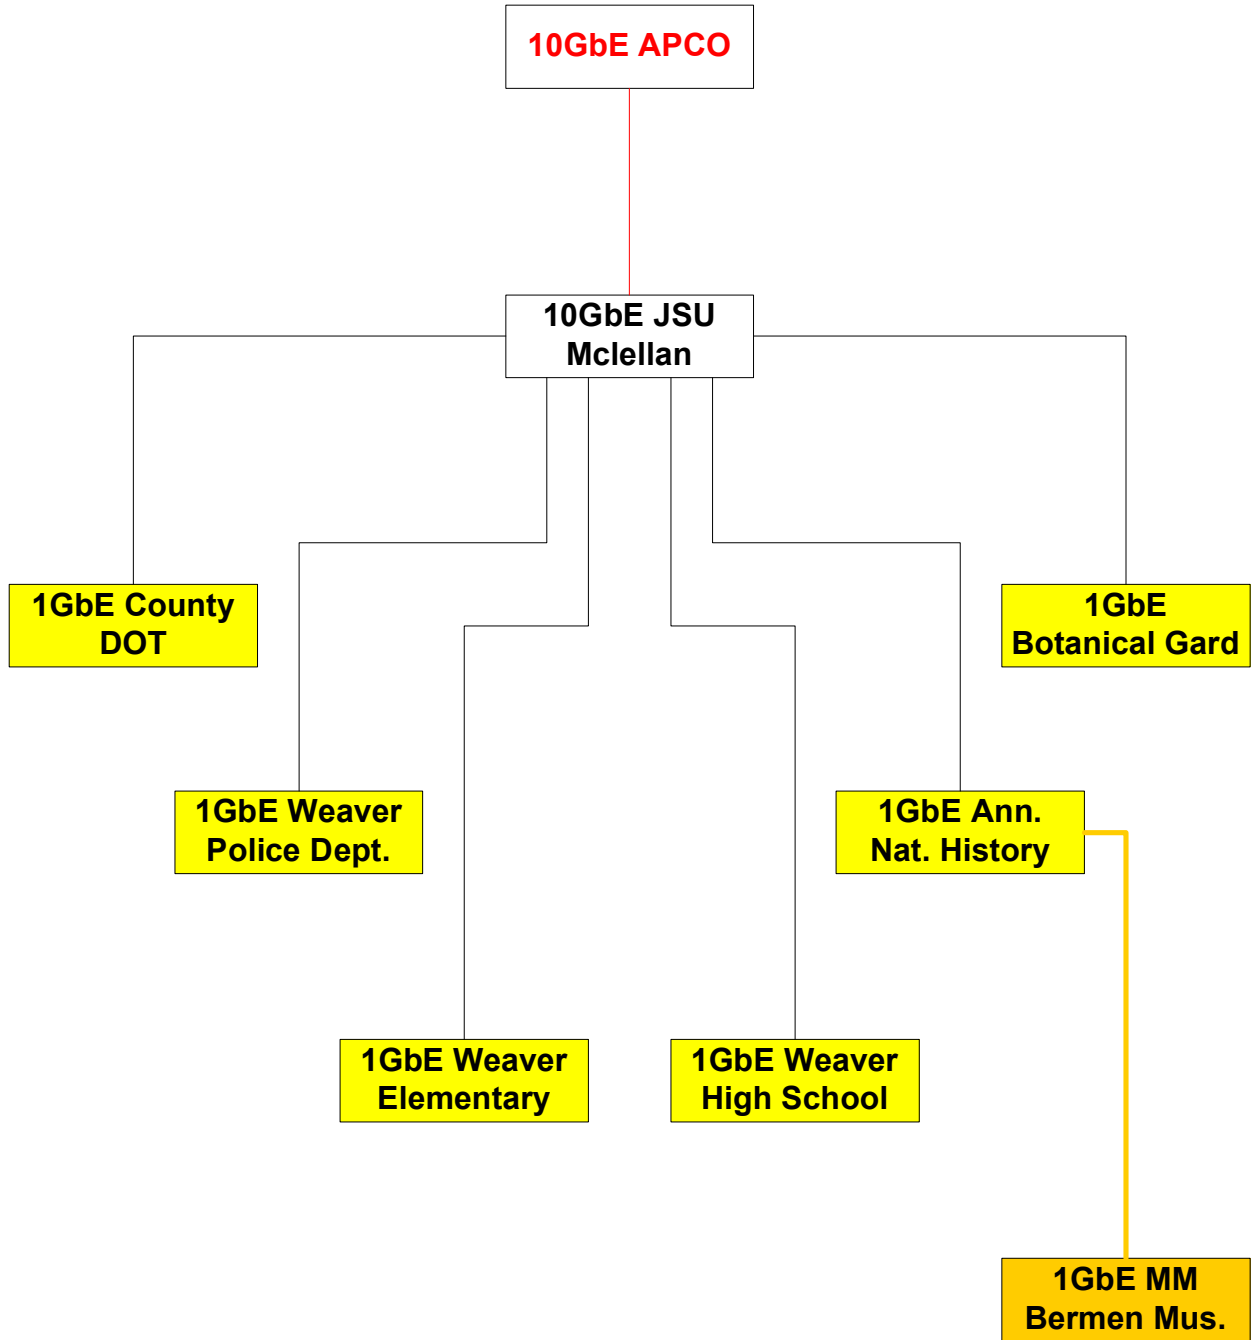 10GbE APCO
10GbE JSU
Mclellan
1GbE County
DOT
1GbE
Botanical Gard
1GbE Weaver
Police Dept.
1GbE Ann.
Nat. History
1GbE Weaver
Elementary
1GbE Weaver
High School
1GbE MM
Bermen Mus.